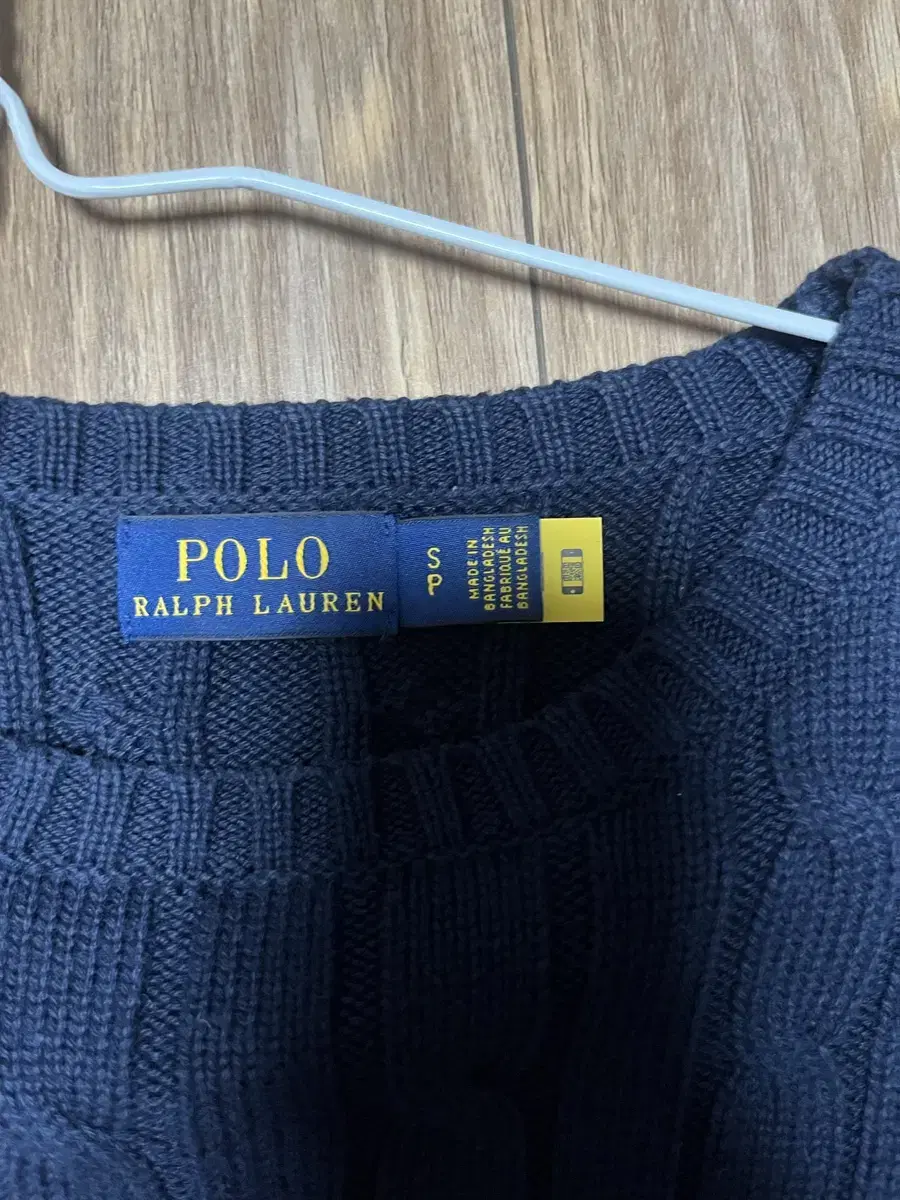 POLO
RALPH LAUREN
S
P
MADE IN
BANGLADESH
FABRIQUÉ AU
BANGLADESH